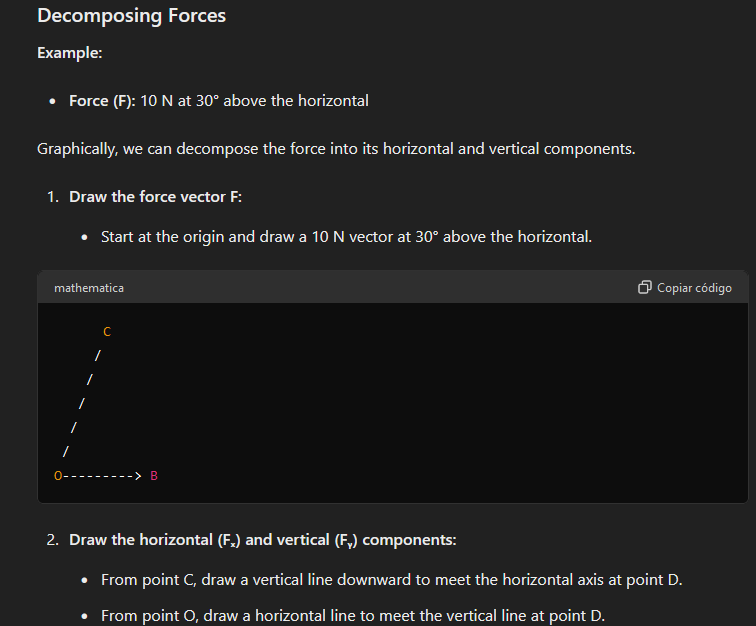 Decomposing Forces
Example:
• Force (F): 10 N at 30° above the horizontal
Graphically, we can decompose the force into its horizontal and vertical components.
1. Draw the force vector F:
• Start at the origin and draw a 10 N vector at 30° above the horizontal.
mathematica Copiar código
      C
     /
    /
   /
  /
 /
O---------> B
2. Draw the horizontal (Fₓ) and vertical (Fᵧ) components:
• From point C, draw a vertical line downward to meet the horizontal axis at point D.
• From point O, draw a horizontal line to meet the vertical line at point D.